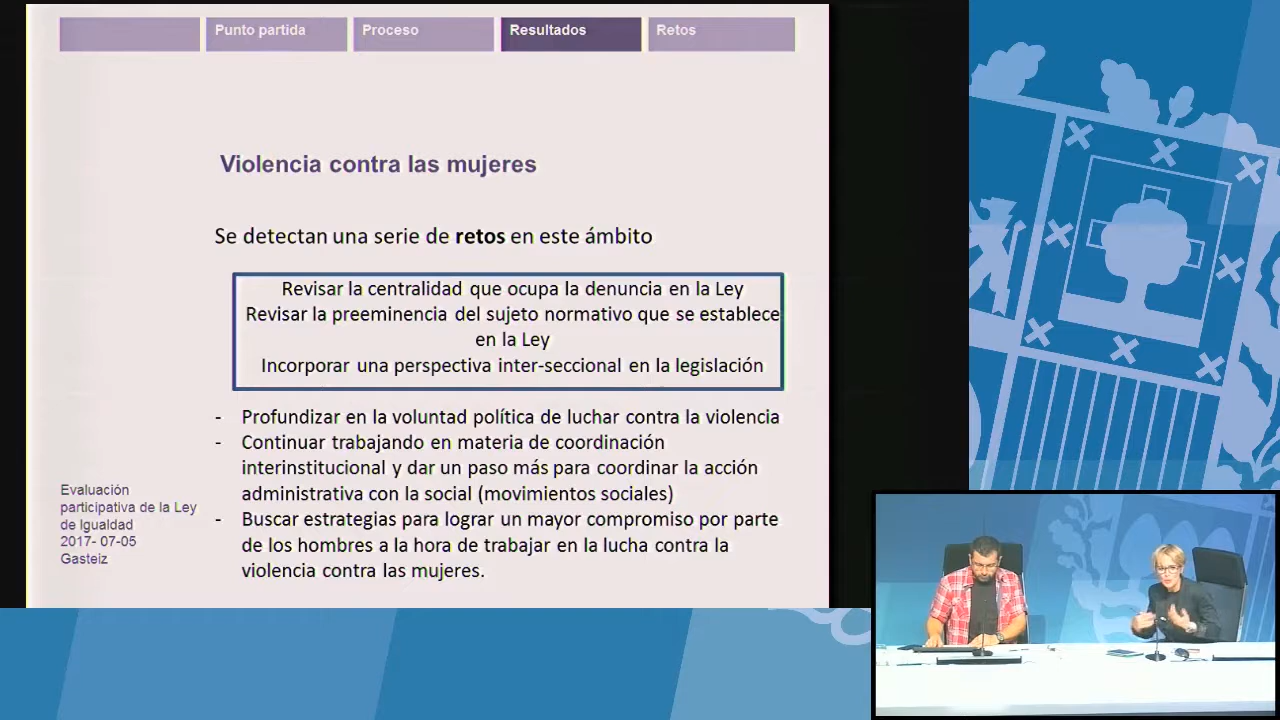 Punto partida
Proceso
Resultados
Retos
Violencia contra las mujeres
Se detectan una serie de retos en este ámbito
Revisar la centralidad que ocupa la denuncia en la Ley
Revisar la preeminencia del sujeto normativo que se establece
en la Ley
Incorporar una perspectiva inter-seccional en la legislación
- Profundizar en la voluntad política de luchar contra la violencia
- Continuar trabajando en materia de coordinación
interinstitucional y dar un paso más para coordinar la acción
administrativa con la social (movimientos sociales)
- Buscar estrategias para lograr un mayor compromiso por parte
de los hombres a la hora de trabajar en la lucha contra la
violencia contra las mujeres.
Evaluación
participativa de la Ley
de Igualdad
2017- 07-05
Gasteiz